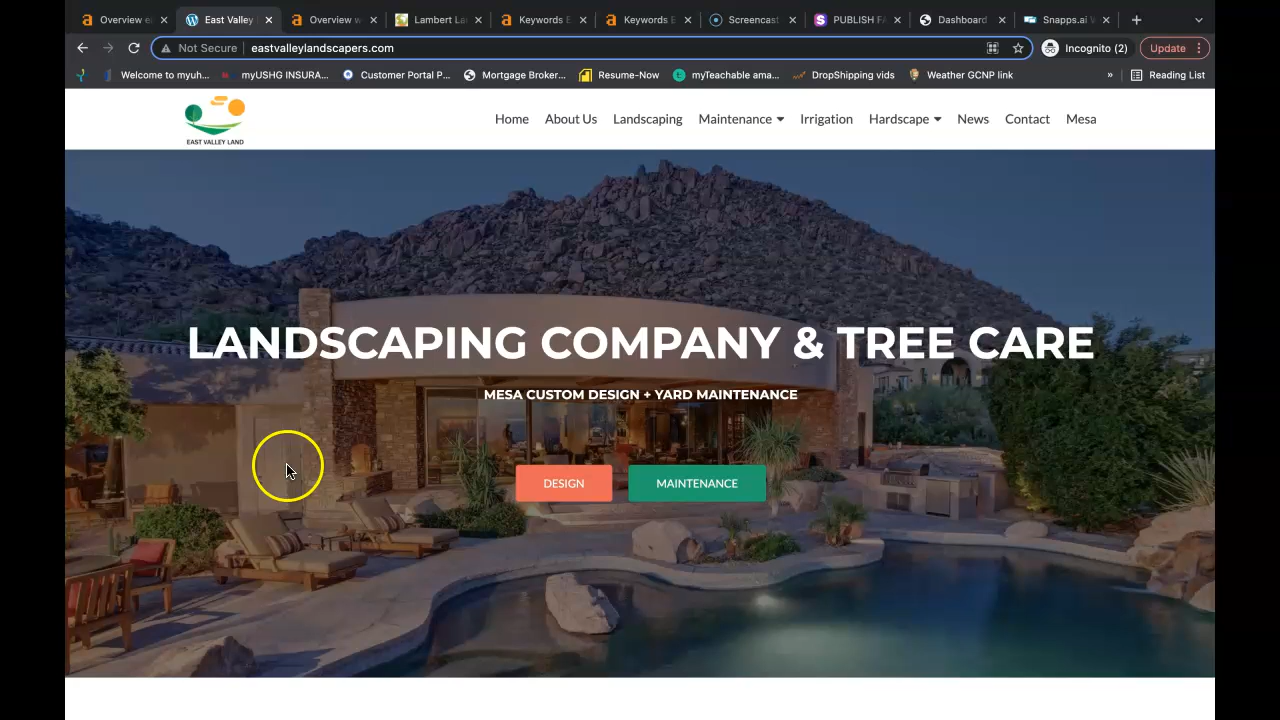 Overview e
East Valley
Overview w
Lambert La
Keywords E
Keywords E
Screencast
PUBLISH FA
Dashboard
Snapps.ai
Not Secure
eastvalleylandscapers.com
Incognito (2)
Update
Welcome to myuh...
myUSHG INSURA...
Customer Portal P...
Mortgage Broker...
Resume-Now
myTeachable ama...
DropShipping vids
Weather GCNP link
»
Reading List
EAST VALLEY LAND
Home About Us Landscaping Maintenance Irrigation Hardscape News Contact Mesa
LANDSCAPING COMPANY & TREE CARE
MESA CUSTOM DESIGN + YARD MAINTENANCE
DESIGN MAINTENANCE